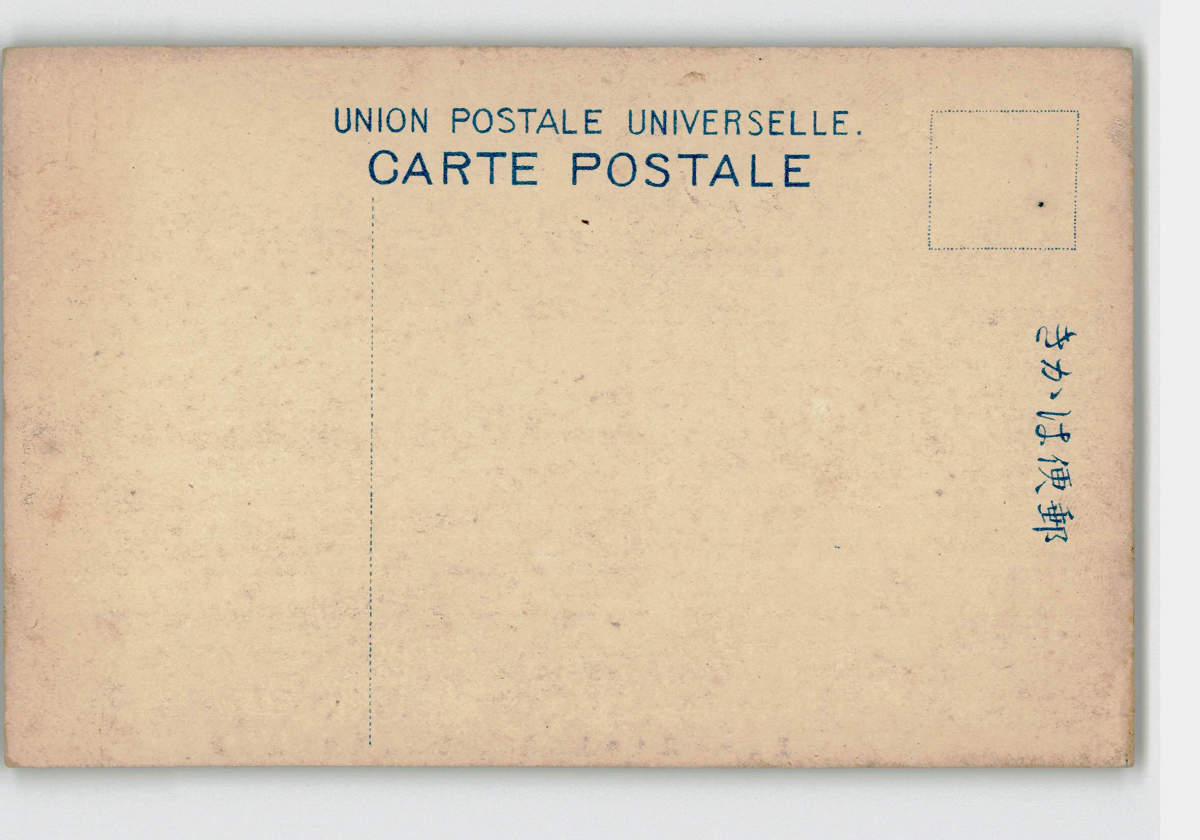 UNION POSTALE UNIVERSELLE.
CARTE POSTALE
きかは便郵